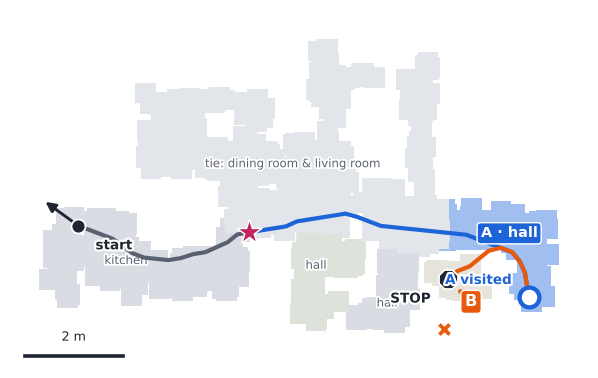 tie: dining room & living room
A · hall
start
kitchen
hall
A visited
hall
STOP
B
2 m